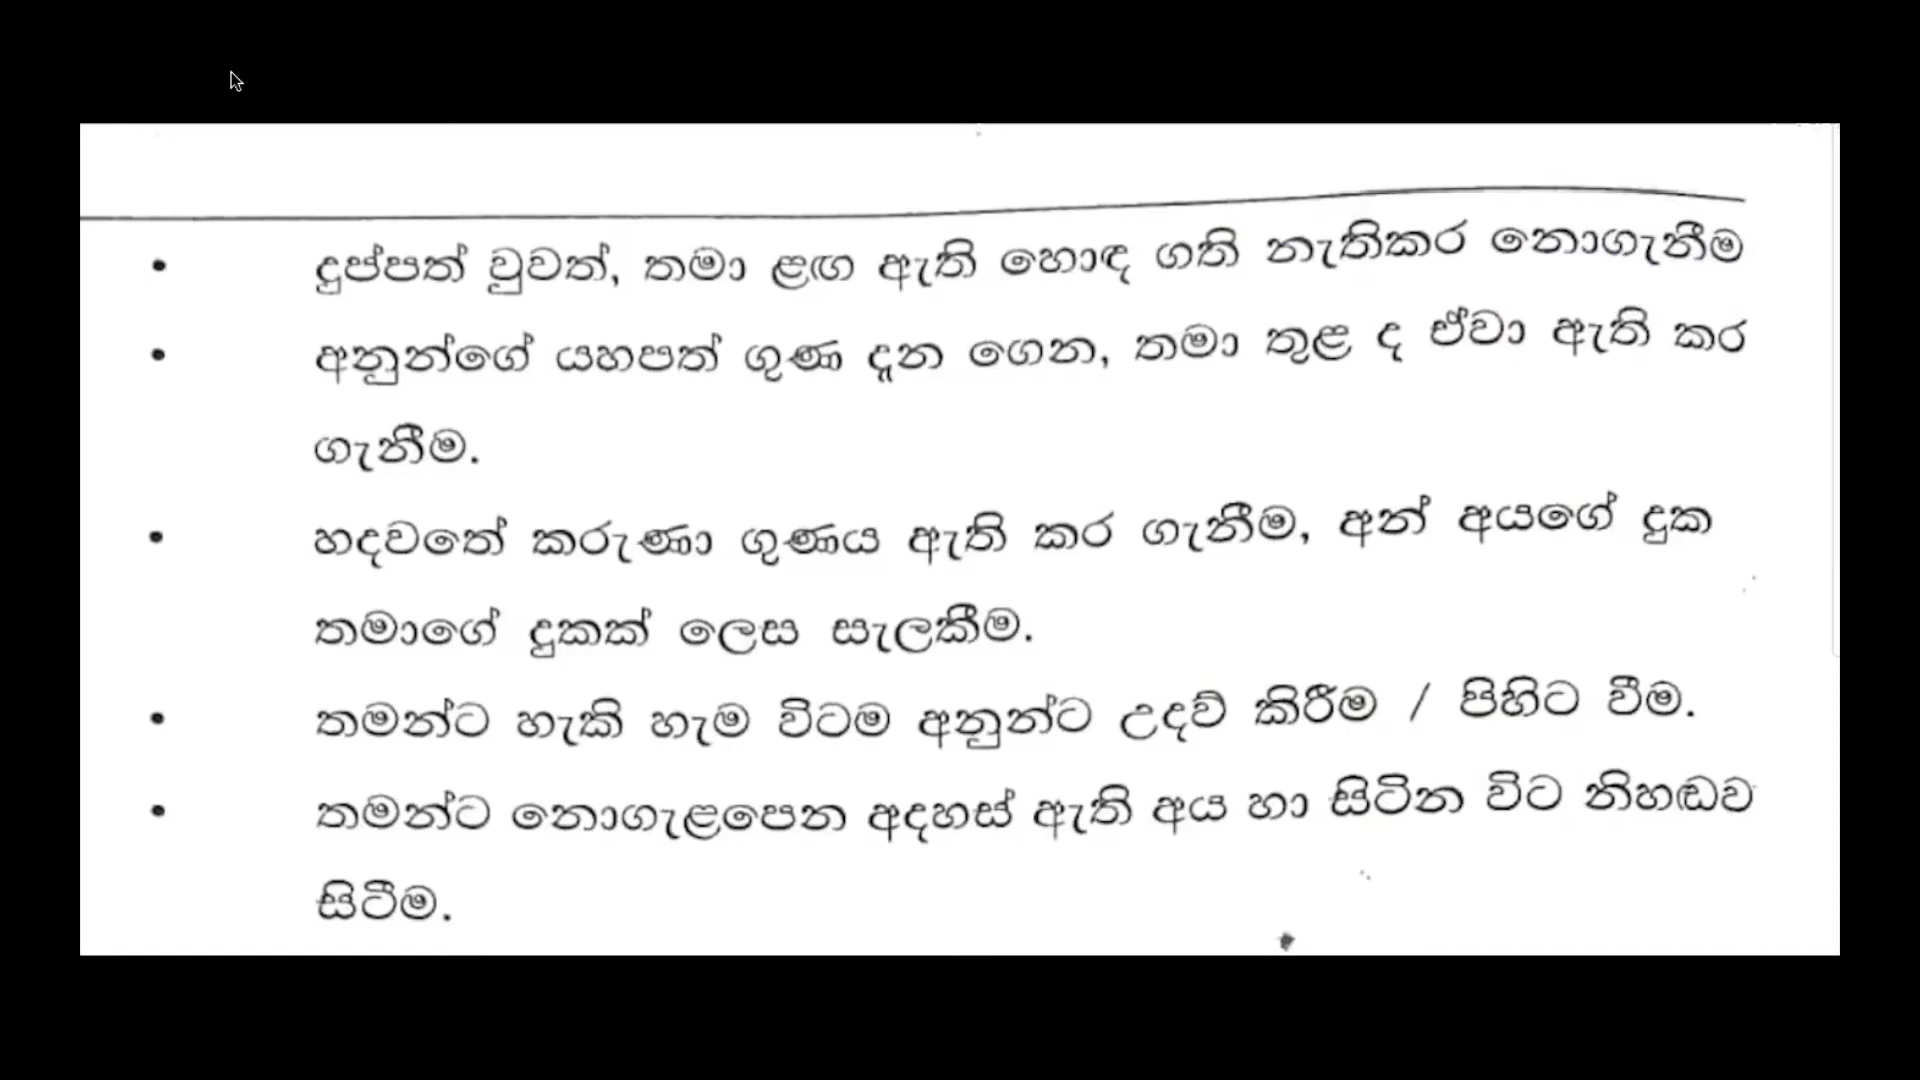 • දුප්පත් වුවත්, තමා ළඟ ඇති හොඳ ගති නැතිකර නොගැනීම
• අනුන්ගේ යහපත් ගුණ දැන ගෙන, තමා තුළ ද ඒවා ඇති කර
ගැනීම.
• හදවතේ කරුණා ගුණය ඇති කර ගැනීම, අන් අයගේ දුක
තමාගේ දුකක් ලෙස සැලකීම.
• තමන්ට හැකි හැම විටම අනුන්ට උදව් කිරීම / පිහිට වීම.
• තමන්ට නොගැළපෙන අදහස් ඇති අය හා සිටින විට නිහඬව
සිටීම.